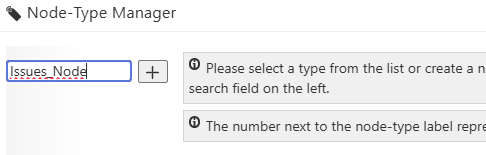 Node-Type Manager
Issues_Node
+
Please select a type from the list or create a
search field on the left.
The number next to the node-type label